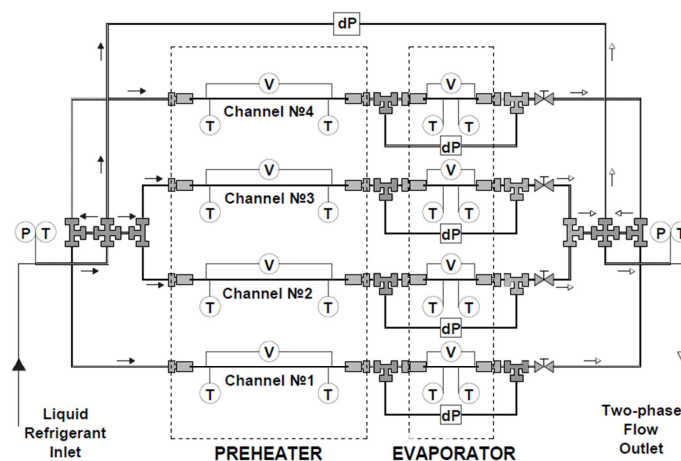 dP
V
V
Channel №4
T
T
T
T
dP
V
V
Channel №3
T
T
T
T
dP
P
T
P
T
V
V
Channel №2
T
T
T
T
dP
V
V
Channel №1
T
T
T
T
dP
Liquid
Refrigerant
Inlet
Two-phase
Flow
Outlet
PREHEATER
EVAPORATOR